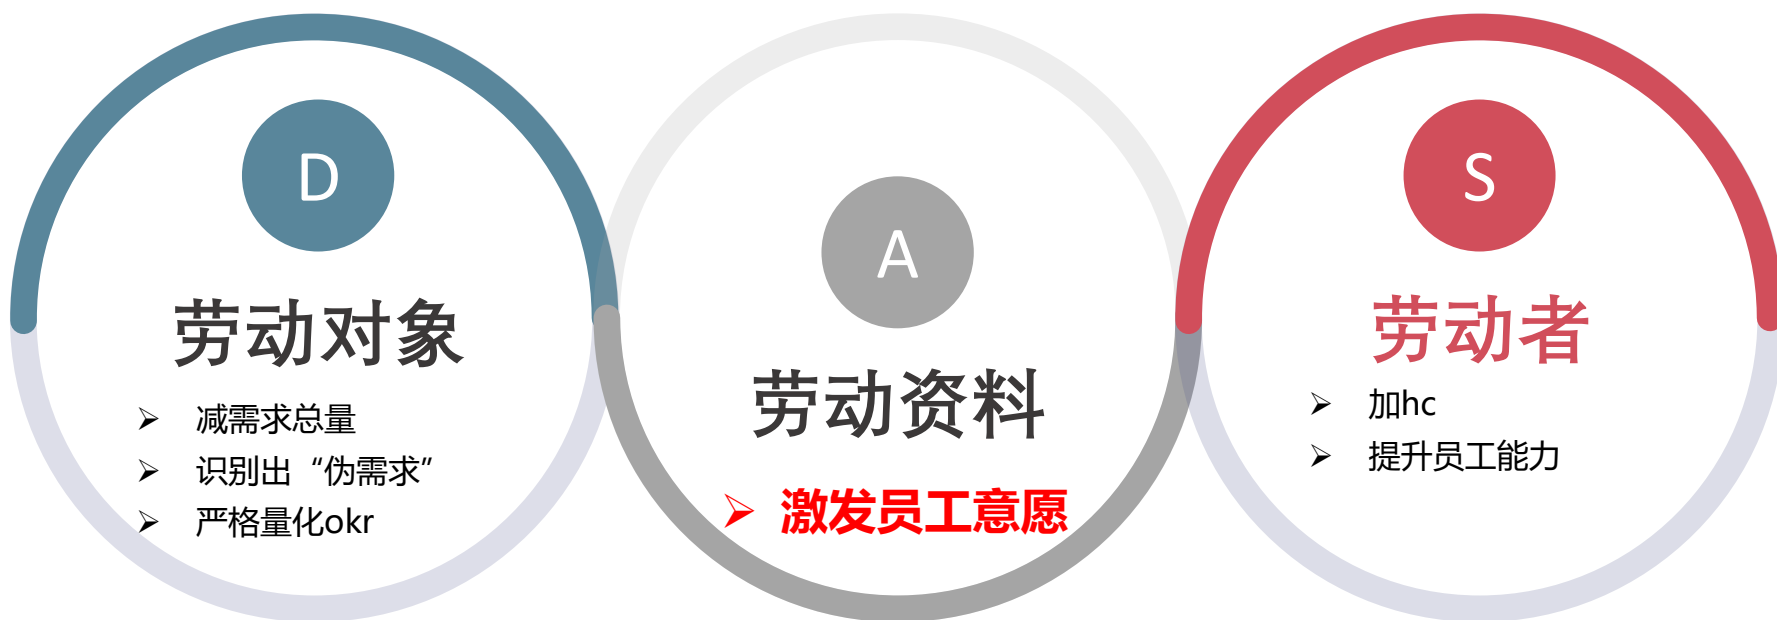 D
劳动对象
➢ 减需求总量
➢ 识别出“伪需求”
➢ 严格量化okr
A
劳动资料
➢ 激发员工意愿
S
劳动者
➢ 加hc
➢ 提升员工能力